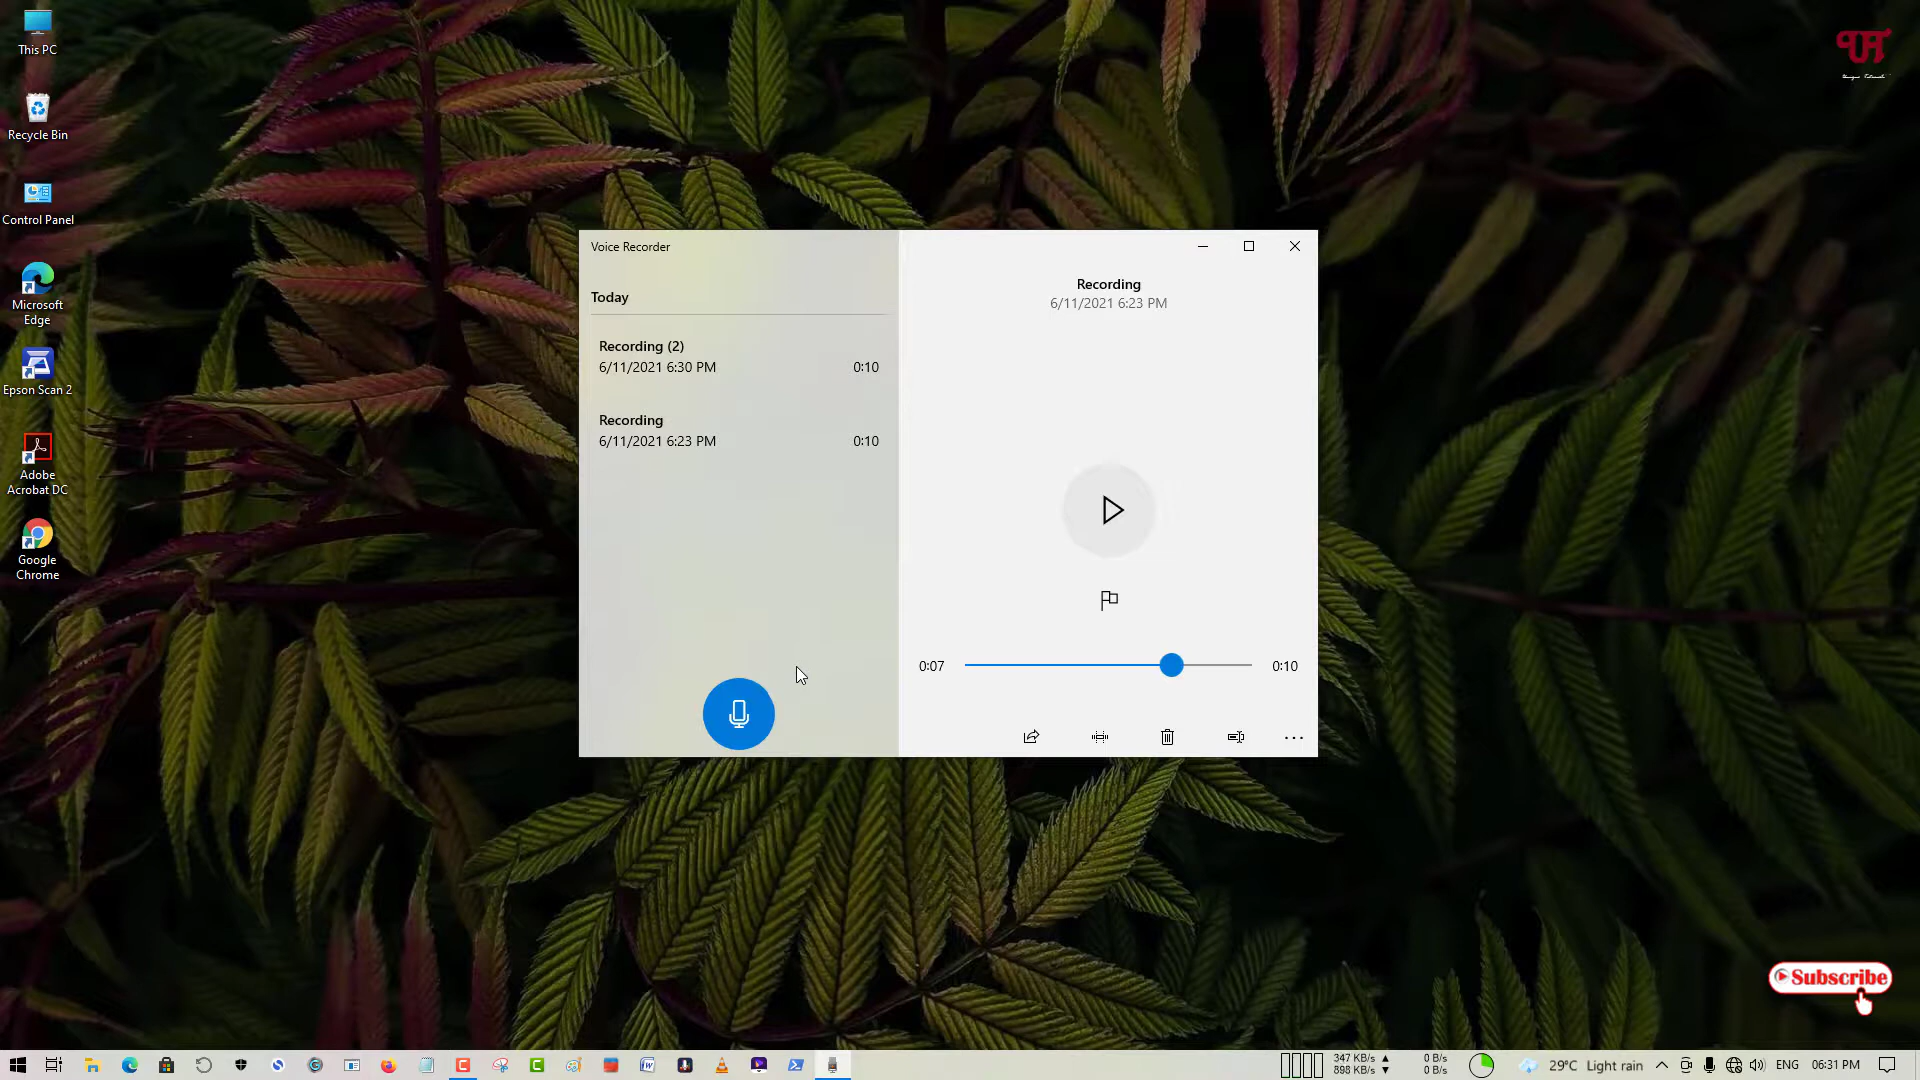 This PC
Recycle Bin
Control Panel
Microsoft
Edge
Epson Scan 2
Adobe
Acrobat DC
Google
Chrome
Voice Recorder
Today
Recording (2)
6/11/2021 6:30 PM
0:10
Recording
6/11/2021 6:23 PM
0:10
Recording
6/11/2021 6:23 PM
0:07
0:10
Subscribe
347 KB/s
898 KB/s
0 B/s
0 B/s
29°C Light rain
ENG
06:31 PM